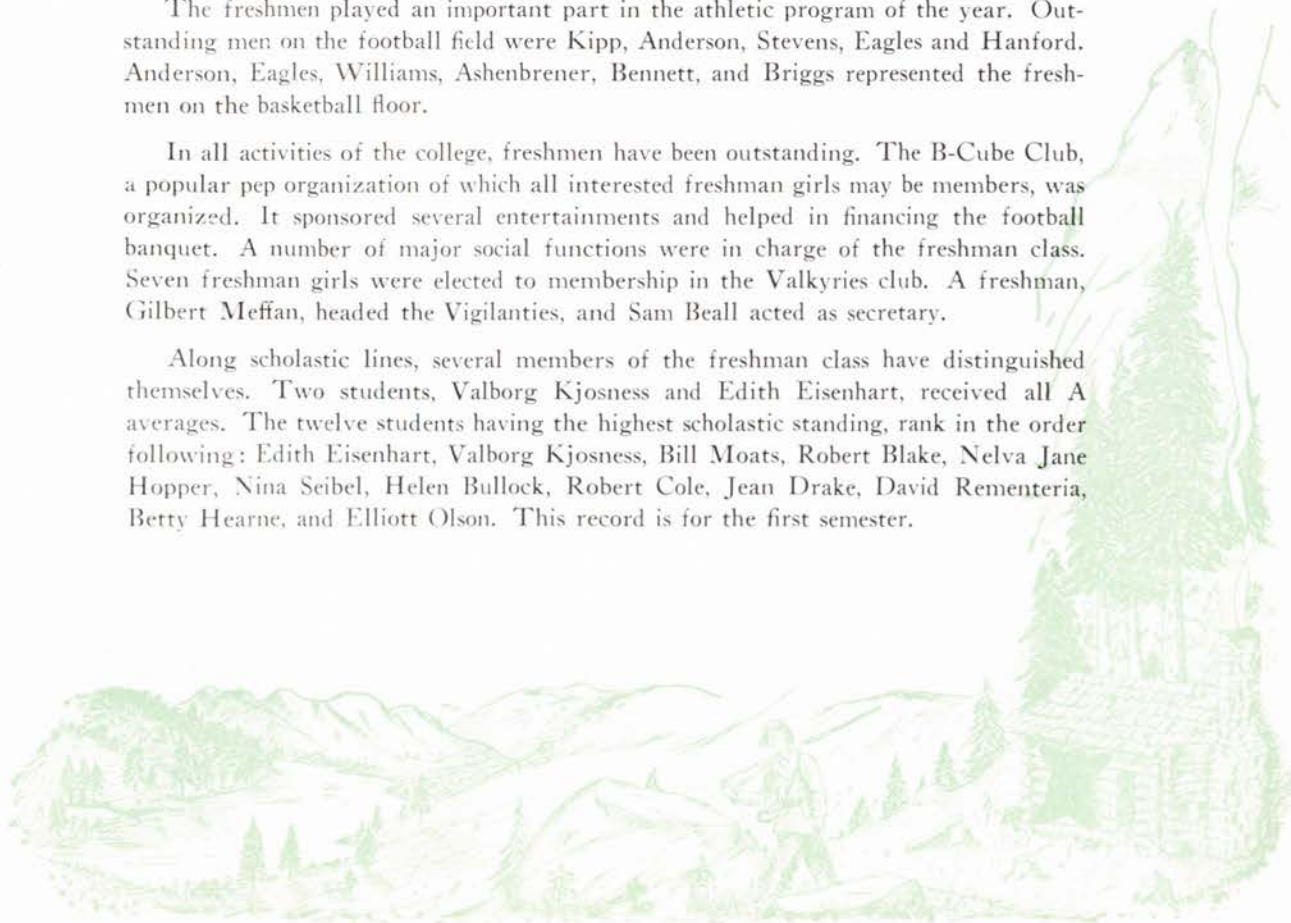 The freshmen played an important part in the athletic program of the year. Out-
standing men on the football field were Kipp, Anderson, Stevens, Eagles and Hanford.
Anderson, Eagles, Williams, Ashenbrener, Bennett, and Briggs represented the fresh-
men on the basketball floor.
In all activities of the college, freshmen have been outstanding. The B-Cube Club,
a popular pep organization of which all interested freshman girls may be members, was
organized. It sponsored several entertainments and helped in financing the football
banquet. A number of major social functions were in charge of the freshman class.
Seven freshman girls were elected to membership in the Valkyries club. A freshman,
Gilbert Meffan, headed the Vigilanties, and Sam Beall acted as secretary.
Along scholastic lines, several members of the freshman class have distinguished
themselves. Two students, Valborg Kjosness and Edith Eisenhart, received all A
averages. The twelve students having the highest scholastic standing, rank in the order
following: Edith Eisenhart, Valborg Kjosness, Bill Moats, Robert Blake, Nelva Jane
Hopper, Nina Seibel, Helen Bullock, Robert Cole, Jean Drake, David Rementeria,
Betty Hearne, and Elliott Olson. This record is for the first semester.